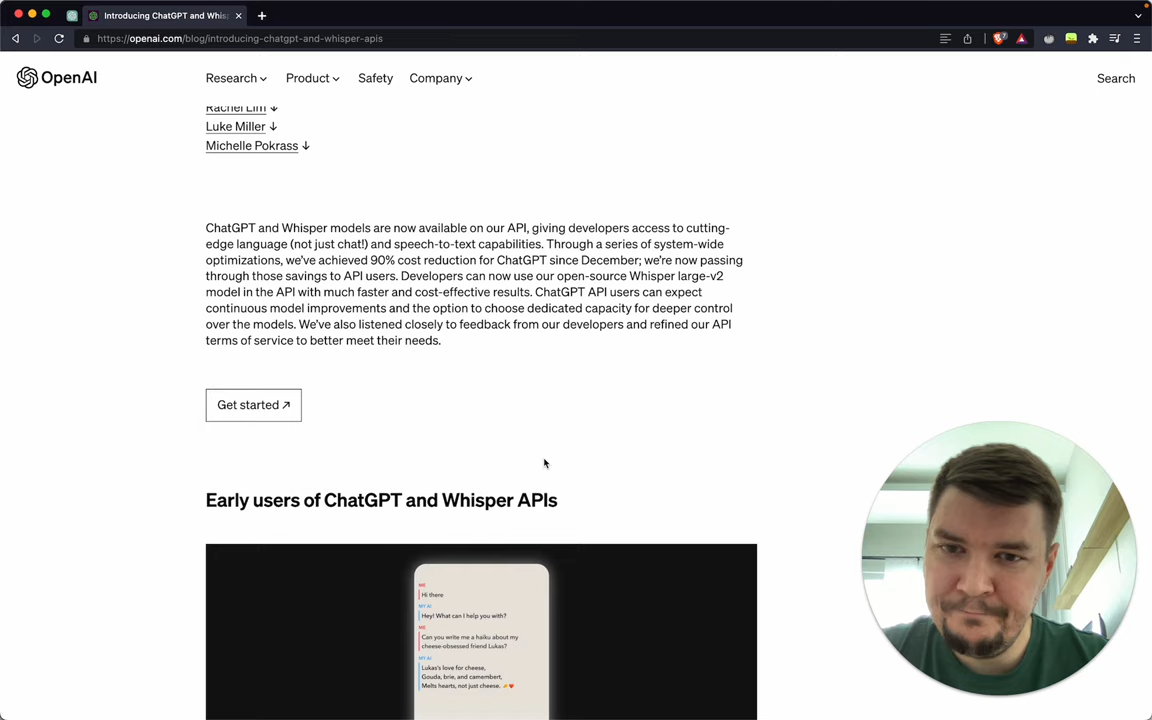 Introducing ChatGPT and Whis
https://openai.com/blog/introducing-chatgpt-and-whisper-apis
OpenAI
Research
Product
Safety
Company
Search
Rachel Lim ↓
Luke Miller ↓
Michelle Pokrass ↓
ChatGPT and Whisper models are now available on our API, giving developers access to cutting-
edge language (not just chat!) and speech-to-text capabilities. Through a series of system-wide
optimizations, we’ve achieved 90% cost reduction for ChatGPT since December; we’re now passing
through those savings to API users. Developers can now use our open-source Whisper large-v2
model in the API with much faster and cost-effective results. ChatGPT API users can expect
continuous model improvements and the option to choose dedicated capacity for deeper control
over the models. We’ve also listened closely to feedback from our developers and refined our API
terms of service to better meet their needs.
Get started ↗
Early users of ChatGPT and Whisper APIs
ME
Hi there
MY AI
Hey! What can I help you with?
ME
Can you write me a haiku about my
cheese-obsessed friend Lukas?
MY AI
Lukas's love for cheese,
Gouda, brie, and camembert,
Melts hearts, not just cheese. 🧀❤️